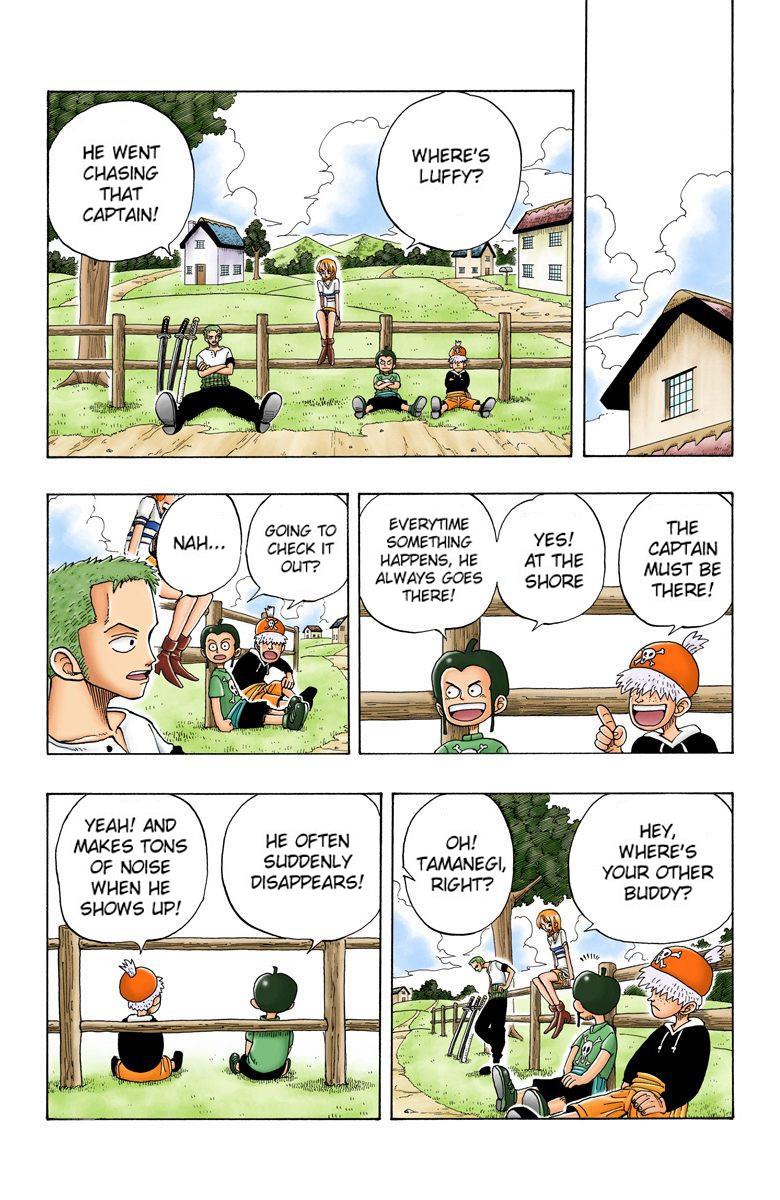 WHERE'S
LUFFY?
HE WENT
CHASING
THAT
CAPTAIN!
THE
CAPTAIN
MUST BE
THERE!
YES!
AT THE
SHORE
EVERYTIME
SOMETHING
HAPPENS, HE
ALWAYS GOES
THERE!
GOING TO
CHECK IT
OUT?
NAH...
HEY,
WHERE'S
YOUR OTHER
BUDDY?
OH!
TAMANEGI,
RIGHT?
HE OFTEN
SUDDENLY
DISAPPEARS!
YEAH! AND
MAKES TONS
OF NOISE
WHEN HE
SHOWS UP!